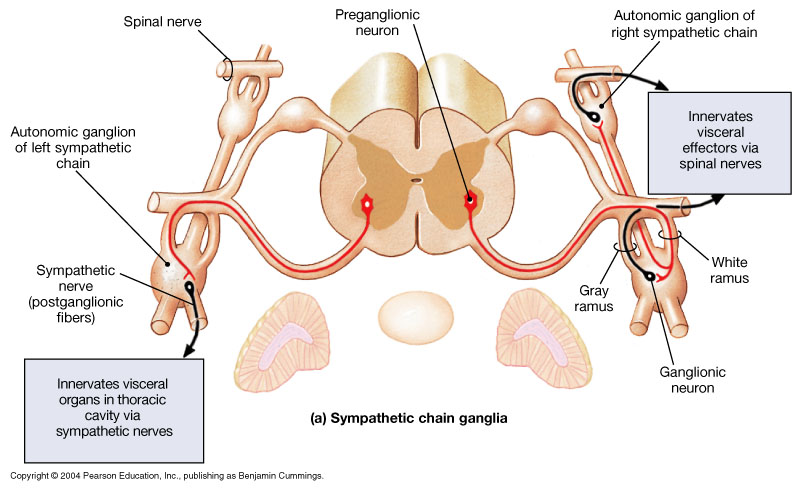 Spinal nerve
Preganglionic
neuron
Autonomic ganglion of
right sympathetic chain
Autonomic ganglion
of left sympathetic
chain
Innervates
visceral
effectors via
spinal nerves
Sympathetic
nerve
(postganglionic
fibers)
White
ramus
Gray
ramus
Ganglionic
neuron
Innervates visceral
organs in thoracic
cavity via
sympathetic nerves
(a) Sympathetic chain ganglia
Copyright © 2004 Pearson Education, Inc., publishing as Benjamin Cummings.